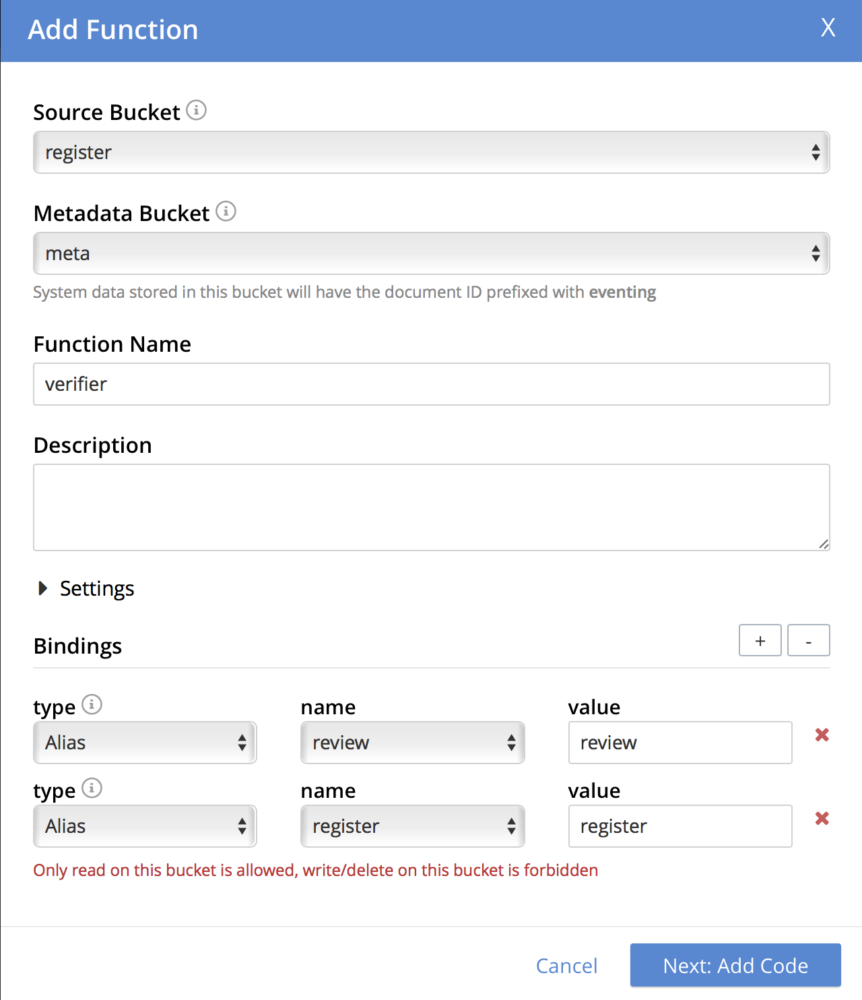 Add Function X
Source Bucket
register
Metadata Bucket
meta
System data stored in this bucket will have the document ID prefixed with eventing
Function Name
verifier
Description
Settings
Bindings + -
type name value
Alias review review
type name value
Alias register register
Only read on this bucket is allowed, write/delete on this bucket is forbidden
Cancel Next: Add Code